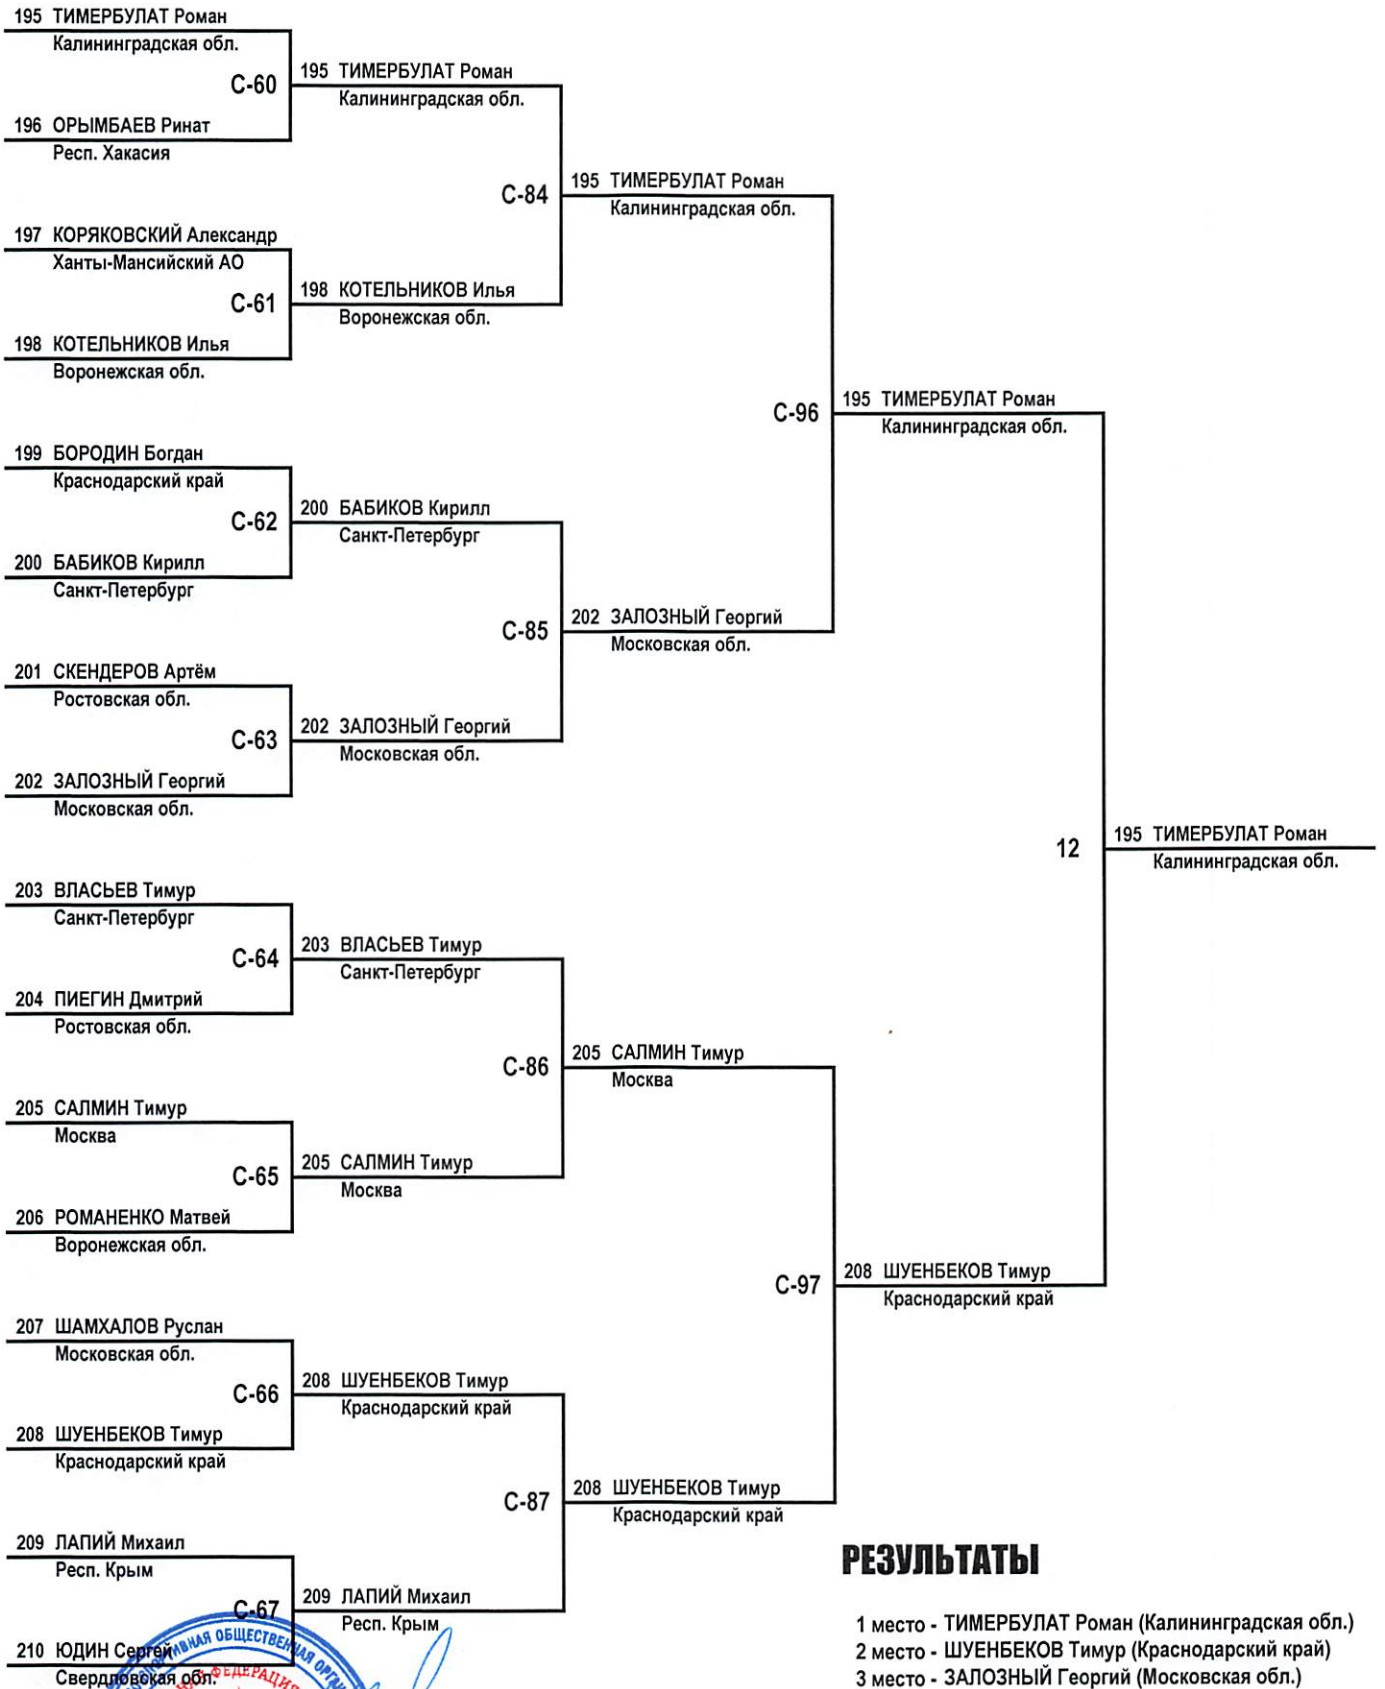 195 ТИМЕРБУЛАТ Роман
Калининградская обл.
С-60
195 ТИМЕРБУЛАТ Роман
Калининградская обл.
196 ОРЫМБАЕВ Ринат
Респ. Хакасия
С-84
195 ТИМЕРБУЛАТ Роман
Калининградская обл.
197 КОРЯКОВСКИЙ Александр
Ханты-Мансийский АО
С-61
198 КОТЕЛЬНИКОВ Илья
Воронежская обл.
198 КОТЕЛЬНИКОВ Илья
Воронежская обл.
С-96
195 ТИМЕРБУЛАТ Роман
Калининградская обл.
199 БОРОДИН Богдан
Краснодарский край
С-62
200 БАБИКОВ Кирилл
Санкт-Петербург
200 БАБИКОВ Кирилл
Санкт-Петербург
С-85
202 ЗАЛОЗНЫЙ Георгий
Московская обл.
201 СКЕНДЕРОВ Артём
Ростовская обл.
С-63
202 ЗАЛОЗНЫЙ Георгий
Московская обл.
202 ЗАЛОЗНЫЙ Георгий
Московская обл.
12
195 ТИМЕРБУЛАТ Роман
Калининградская обл.
203 ВЛАСЬЕВ Тимур
Санкт-Петербург
С-64
203 ВЛАСЬЕВ Тимур
Санкт-Петербург
204 ПИЕГИН Дмитрий
Ростовская обл.
С-86
205 САЛМИН Тимур
Москва
205 САЛМИН Тимур
Москва
С-65
205 САЛМИН Тимур
Москва
206 РОМАНЕНКО Матвей
Воронежская обл.
С-97
208 ШУЕНБЕКОВ Тимур
Краснодарский край
207 ШАМХАЛОВ Руслан
Московская обл.
С-66
208 ШУЕНБЕКОВ Тимур
Краснодарский край
208 ШУЕНБЕКОВ Тимур
Краснодарский край
С-87
208 ШУЕНБЕКОВ Тимур
Краснодарский край
209 ЛАПИЙ Михаил
Респ. Крым
С-67
209 ЛАПИЙ Михаил
Респ. Крым
210 ЮДИН Сергей
Свердловская обл.
РЕЗУЛЬТАТЫ
1 место - ТИМЕРБУЛАТ Роман (Калининградская обл.)
2 место - ШУЕНБЕКОВ Тимур (Краснодарский край)
3 место - ЗАЛОЗНЫЙ Георгий (Московская обл.)
ОБЩЕСТВЕННАЯ
ФЕДЕРАЦИЯ